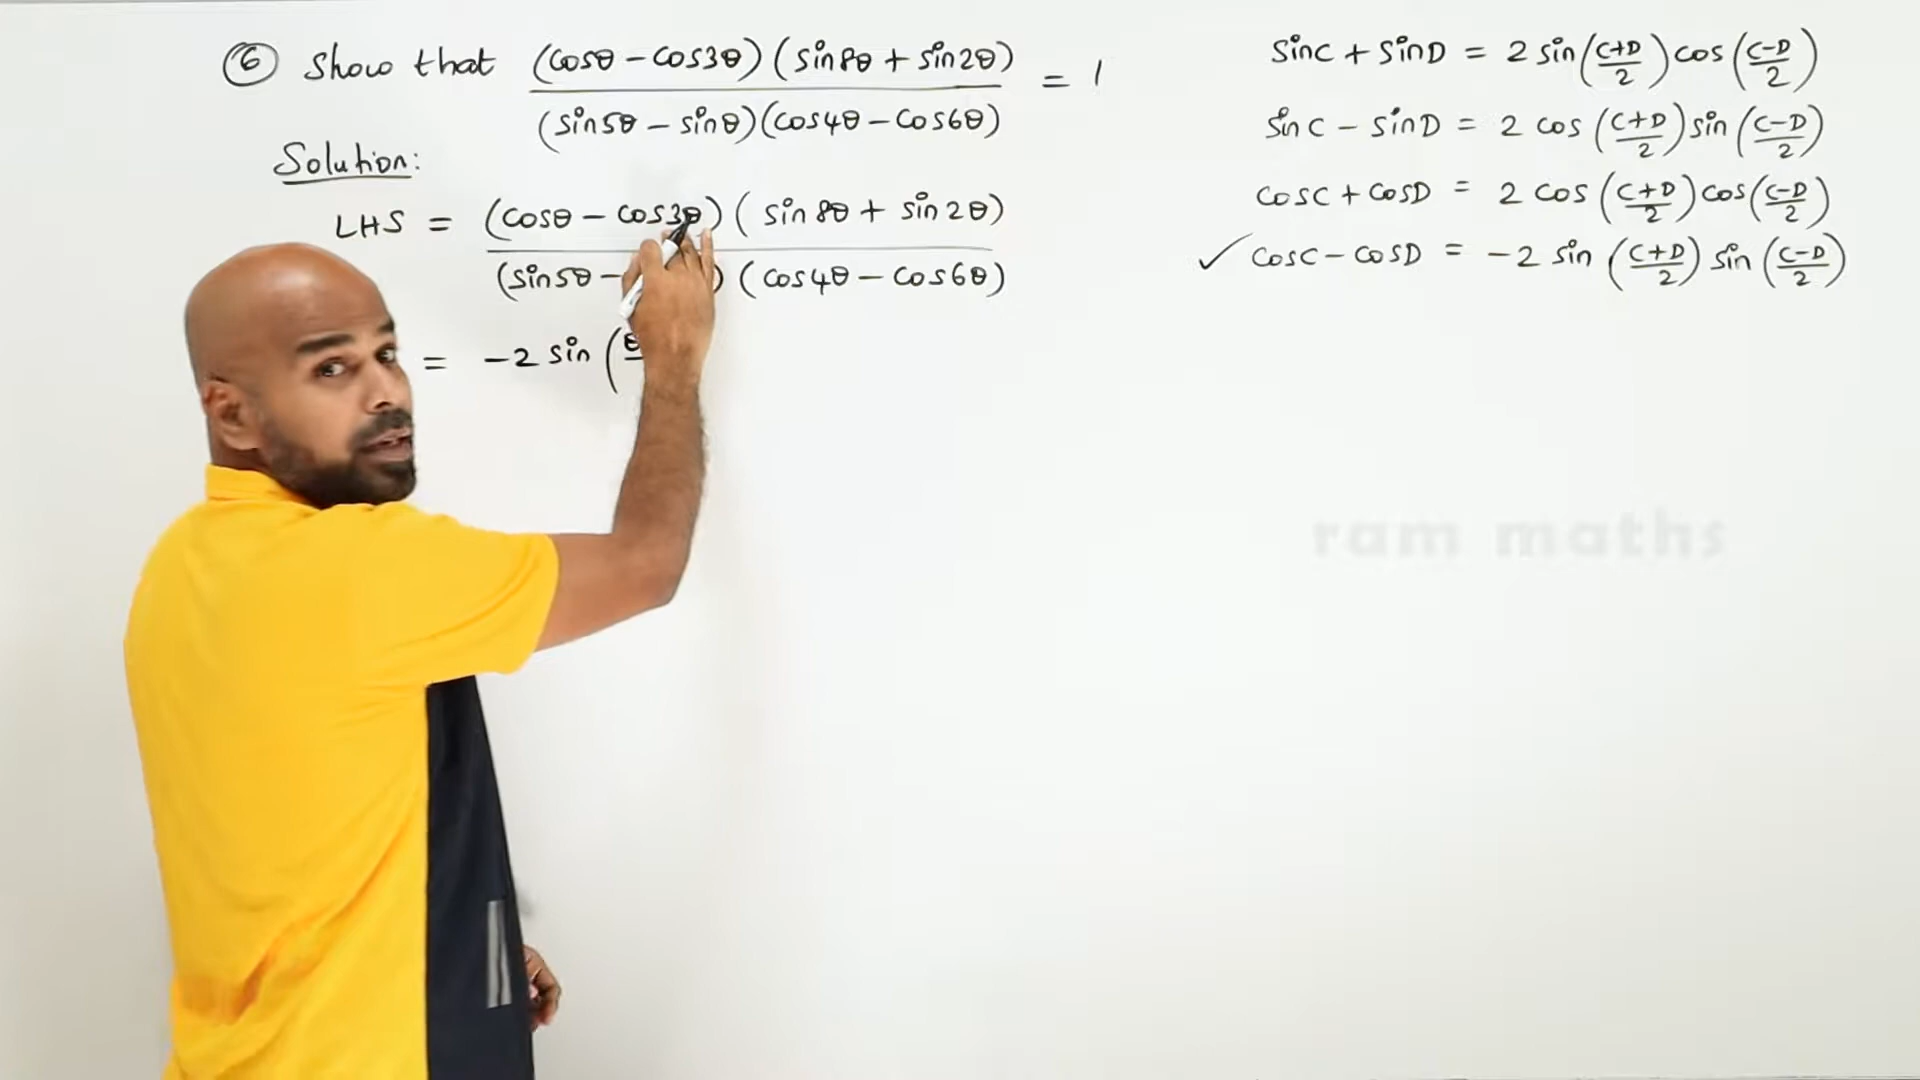 ⑥ Show that (cosθ – cos3θ)(sin8θ + sin2θ) / (sin5θ – sinθ)(cos4θ – cos6θ) = 1
Solution:
LHS = (cosθ – cos3θ)(sin8θ + sin2θ) / (sin5θ – )(cos4θ – cos6θ)
= –2 sin (θ
sinC + sinD = 2 sin(C+D/2) cos(C–D/2)
sinC – sinD = 2 cos(C+D/2) sin(C–D/2)
cosC + cosD = 2 cos(C+D/2) cos(C–D/2)
✓ cosC – cosD = –2 sin(C+D/2) sin(C–D/2)
ram maths